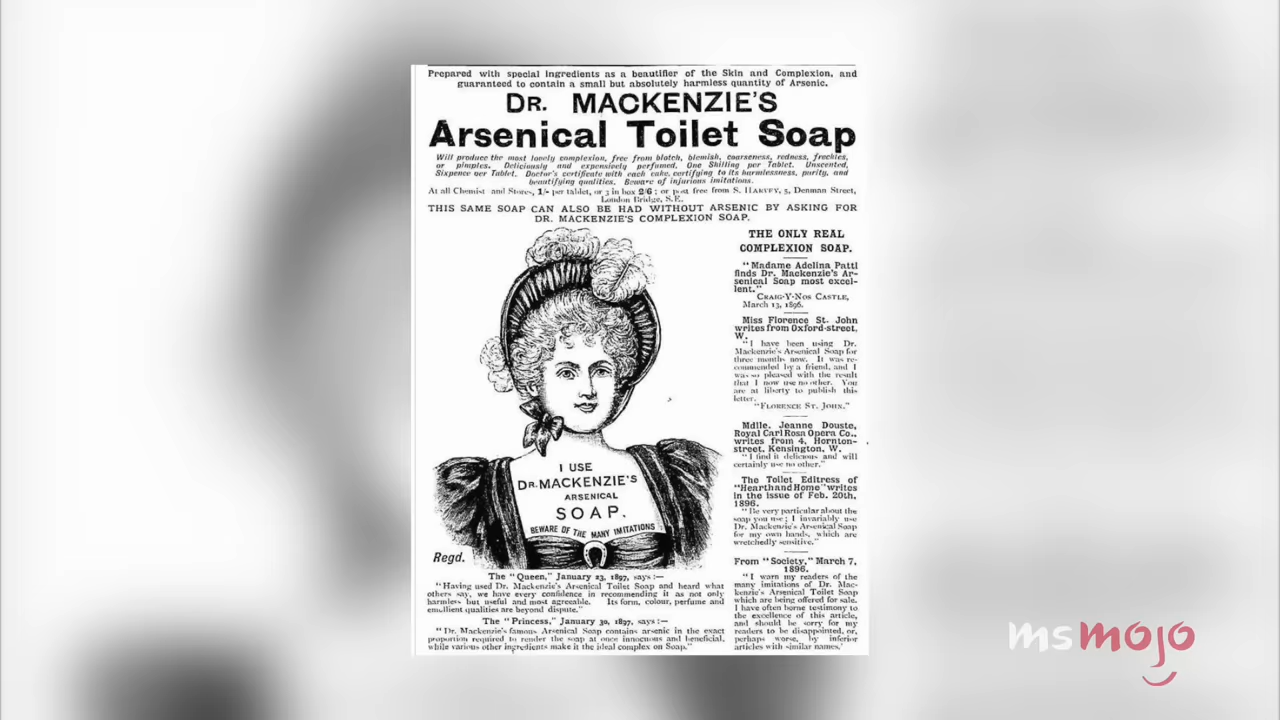 Prepared with special ingredients as a beautifier of the Skin and Complexion, and
guaranteed to contain a small but absolutely harmless quantity of Arsenic.
DR. MACKENZIE'S
Arsenical Toilet Soap
Will produce the most lovely complexion, free from blotch, blemish, coarseness, redness, freckles,
or pimples. Deliciously and expensively perfumed. One Shilling per Tablet. Unscented,
Sixpence per Tablet. Doctor's certificate with each cake, certifying to its harmlessness, purity, and
beautifying qualities. Beware of injurious imitations.
At all Chemist and Stores, 1/- per tablet, or 3 in box 2/6; or post free from S. HARVEY, 5, Denman Street,
London Bridge, S.E.
THIS SAME SOAP CAN ALSO BE HAD WITHOUT ARSENIC BY ASKING FOR
DR. MACKENZIE'S COMPLEXION SOAP.
I USE
DR. MACKENZIE'S
ARSENICAL
SOAP.
BEWARE OF THE MANY IMITATIONS
Regd.
The "Queen," January 23, 1897, says:—
"Having used Dr. Mackenzie's Arsenical Toilet Soap and heard what
others say, we have every confidence in recommending it as not only
harmless but useful and most agreeable. Its form, colour, perfume and
emollient qualities are beyond dispute."
The "Princess," January 30, 1897, says:—
"Dr. Mackenzie's famous Arsenical Soap contains arsenic in the exact
proportion required to render the soap at once innocuous and beneficial,
while various other ingredients make it the ideal complex on Soap."
THE ONLY REAL
COMPLEXION SOAP.
"Madame Adelina Patti
finds Dr. Mackenzie's Ar-
senical Soap most excel-
lent."
CRAIG-Y-NOS CASTLE,
March 13, 1896.
Miss Florence St. John
writes from Oxford-street,
W.
"I have been using Dr.
Mackenzie's Arsenical Soap for
three months now. It was re-
commended by a friend, and I
was so pleased with the result
that I now use no other. You
are at liberty to publish this
letter.
"FLORENCE ST. JOHN."
Mdlle. Jeanne Douste,
Royal Carl Rosa Opera Co.,
writes from 4, Hornton-
street, Kensington, W.
"I find it delicious and will
certainly use no other."
The Toilet Editress of
"Hearth and Home" writes
in the issue of Feb. 20th,
1896.
"Be very particular about the
soap you use; I invariably use
Dr. Mackenzie's Arsenical Soap
for my own hands, which are
wretchedly sensitive."
From "Society," March 7,
1896.
"I warn my readers of the
many imitations of Dr. Mac-
kenzie's Arsenical Toilet Soap
which are being offered for sale.
I have often borne testimony to
the excellence of this article,
and should be sorry for my
readers to be disappointed, or,
perhaps worse, by inferior
articles with similar names.'
msmojo